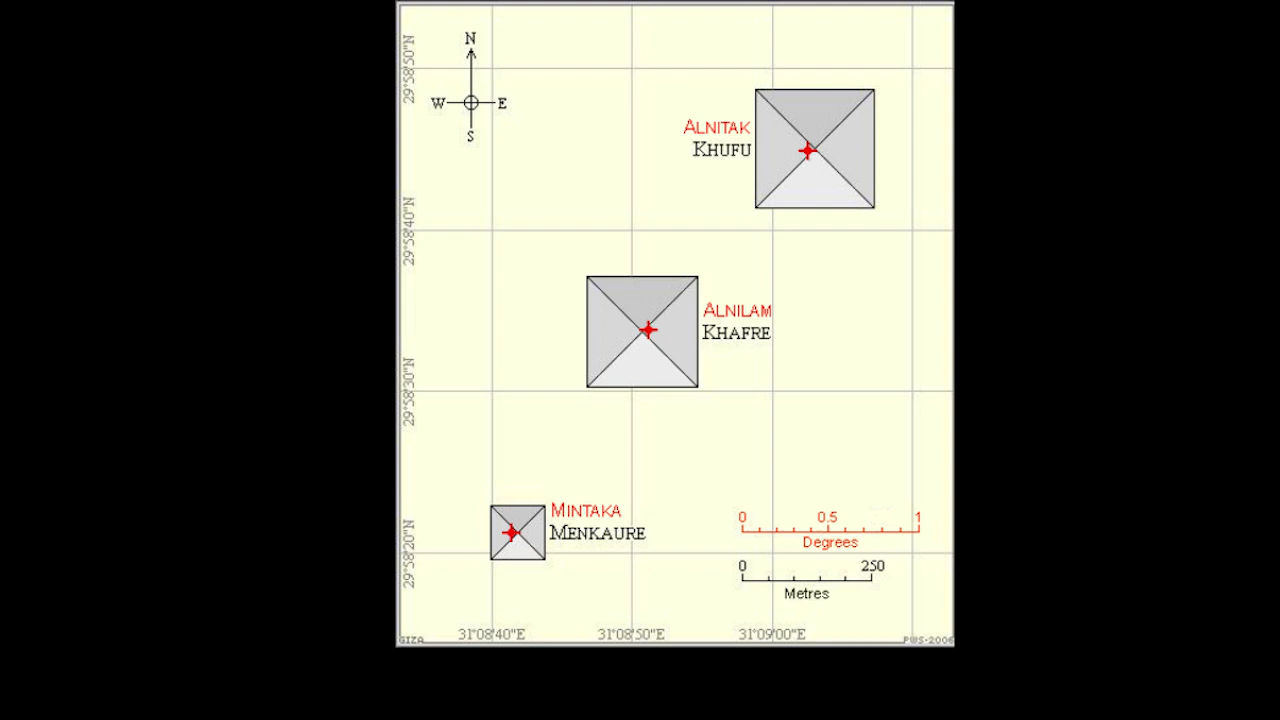 N
W E
S
29°58'50"N
ALNITAK
KHUFU
29°58'40"N
ALNILAM
KHAFRE
29°58'30"N
MINTAKA
MENKAURE
0 0.5 1
Degrees
29°58'20"N
0 250
Metres
31°08'40"E 31°08'50"E 31°09'00"E
GIZA PWS-2006